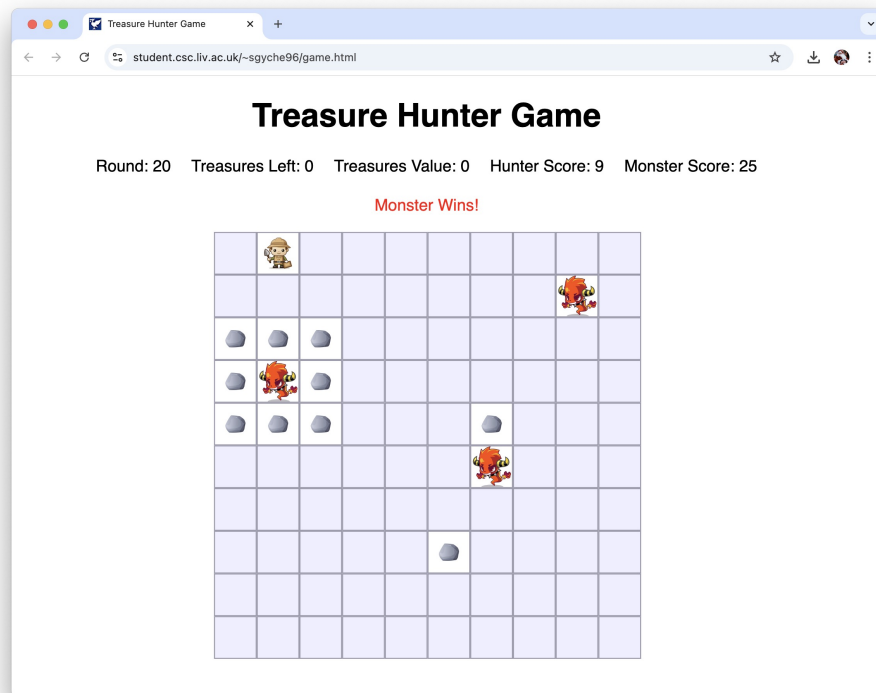 Treasure Hunter Game
student.csc.liv.ac.uk/~sgyche96/game.html
Treasure Hunter Game
Round: 20 Treasures Left: 0 Treasures Value: 0 Hunter Score: 9 Monster Score: 25
Monster Wins!